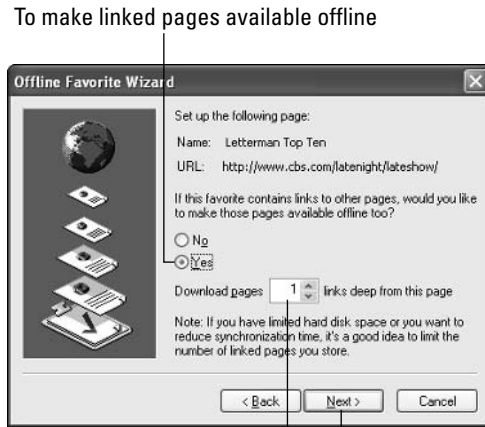 To make linked pages available offline
Offline Favorite Wizard
Set up the following page:
Name: Letterman Top Ten
URL: http://www.cbs.com/latenight/lateshow/
If this favorite contains links to other pages, would you like
to make those pages available offline too?
No
Yes
Download pages 1 links deep from this page
Note: If you have limited hard disk space or you want to
reduce synchronization time, it's a good idea to limit the
number of linked pages you store.
< Back Next > Cancel